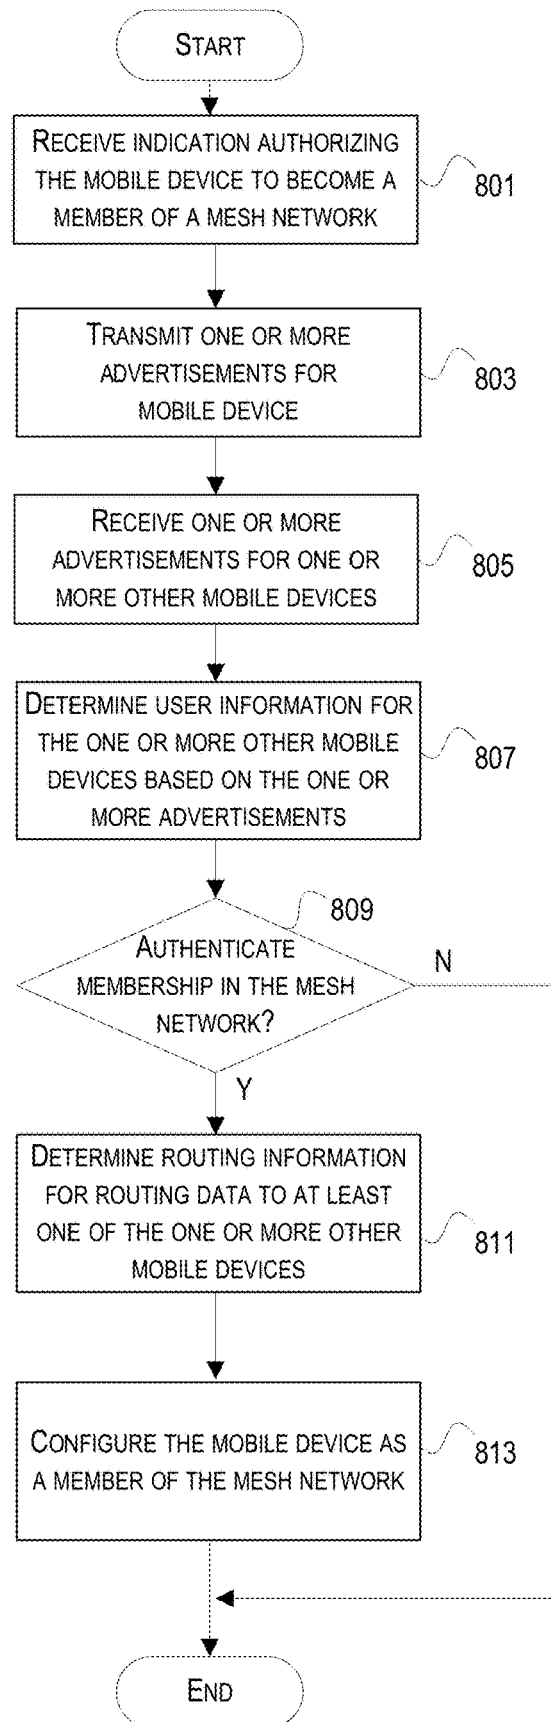 START
RECEIVE INDICATION AUTHORIZING
THE MOBILE DEVICE TO BECOME A
MEMBER OF A MESH NETWORK
801
TRANSMIT ONE OR MORE
ADVERTISEMENTS FOR
MOBILE DEVICE
803
RECEIVE ONE OR MORE
ADVERTISEMENTS FOR ONE OR
MORE OTHER MOBILE DEVICES
805
DETERMINE USER INFORMATION FOR
THE ONE OR MORE OTHER MOBILE
DEVICES BASED ON THE ONE OR
MORE ADVERTISEMENTS
807
809
AUTHENTICATE
MEMBERSHIP IN THE MESH
NETWORK?
N
Y
DETERMINE ROUTING INFORMATION
FOR ROUTING DATA TO AT LEAST
ONE OF THE ONE OR MORE OTHER
MOBILE DEVICES
811
CONFIGURE THE MOBILE DEVICE AS
A MEMBER OF THE MESH NETWORK
813
END